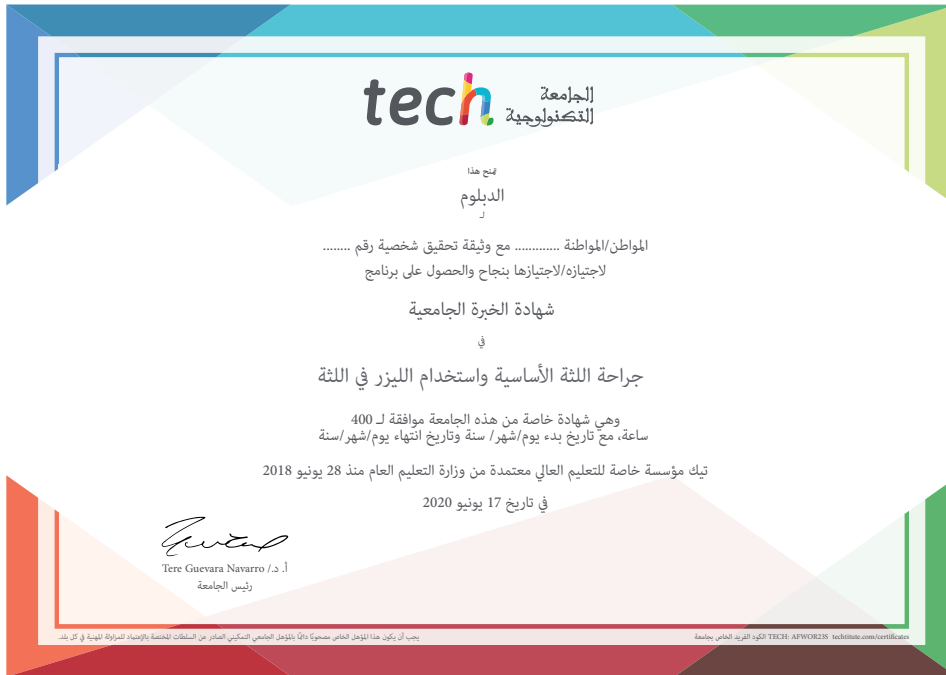 tech الجامعة
التكنولوجية
يمنح هذا
الدبلوم
لـ
المواطن/المواطنة ............ مع وثيقة تحقيق شخصية رقم ........
لاجتيازه/لاجتيازها بنجاح والحصول على برنامج
شهادة الخبرة الجامعية
في
جراحة اللثة الأساسية واستخدام الليزر في اللثة
وهي شهادة خاصة من هذه الجامعة موافقة لـ 400
ساعة، مع تاريخ بدء يوم/شهر/ سنة وتاريخ انتهاء يوم/شهر/سنة
تيك مؤسسة خاصة للتعليم العالي معتمدة من وزارة التعليم العام منذ 28 يونيو 2018
في تاريخ 17 يونيو 2020
أ. د./ Tere Guevara Navarro
رئيس الجامعة
يجب أن يكون هذا المؤهل الخاص مصحوبًا دائمًا بالمؤهل الجامعي التمكيني الصادر عن السلطات المختصة بالإعتماد للمزاولة المهنية في كل بلد.
الكود الفريد الخاص بجامعة TECH: AFWOR23S techtitute.com/certificates